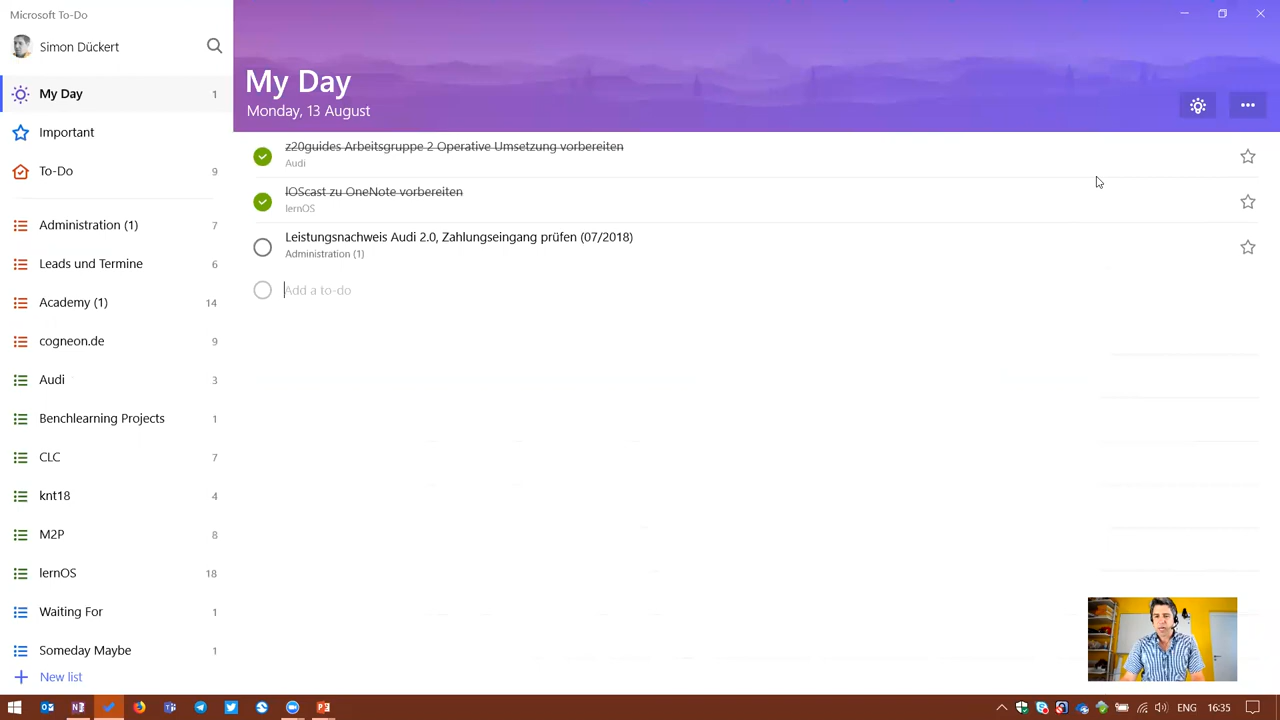 Microsoft To-Do
Simon Dückert
My Day 1
Important
To-Do 9
Administration (1) 7
Leads und Termine 6
Academy (1) 14
cogneon.de 9
Audi 3
Benchlearning Projects 1
CLC 7
knt18 4
M2P 8
lernOS 18
Waiting For 1
Someday Maybe 1
New list
My Day
Monday, 13 August
z20guides Arbeitsgruppe 2 Operative Umsetzung vorbereiten
Audi
lOScast zu OneNote vorbereiten
lernOS
Leistungsnachweis Audi 2.0, Zahlungseingang prüfen (07/2018)
Administration (1)
Add a to-do
ENG 16:35